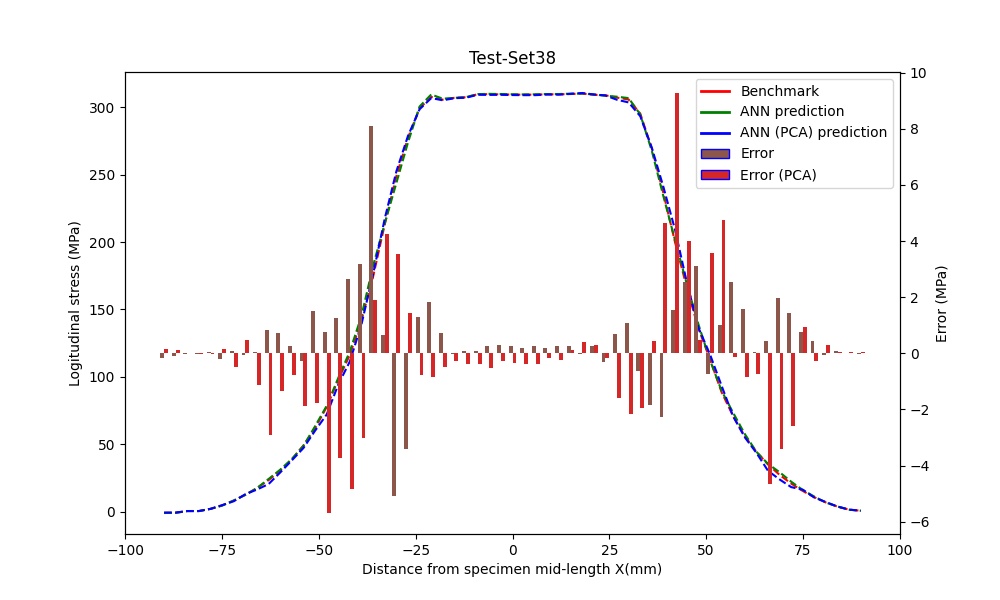 Test-Set38
Logitudinal stress (MPa)
300
250
200
150
100
50
0
Benchmark
ANN prediction
ANN (PCA) prediction
Error
Error (PCA)
10
8
6
4
2
0
−2
−4
−6
Error (MPa)
−100 −75 −50 −25 0 25 50 75 100
Distance from specimen mid-length X(mm)